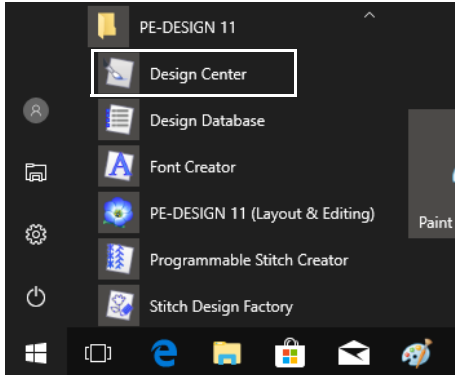 PE-DESIGN 11
Design Center
Design Database
Font Creator
PE-DESIGN 11 (Layout & Editing)
Paint
Programmable Stitch Creator
Stitch Design Factory